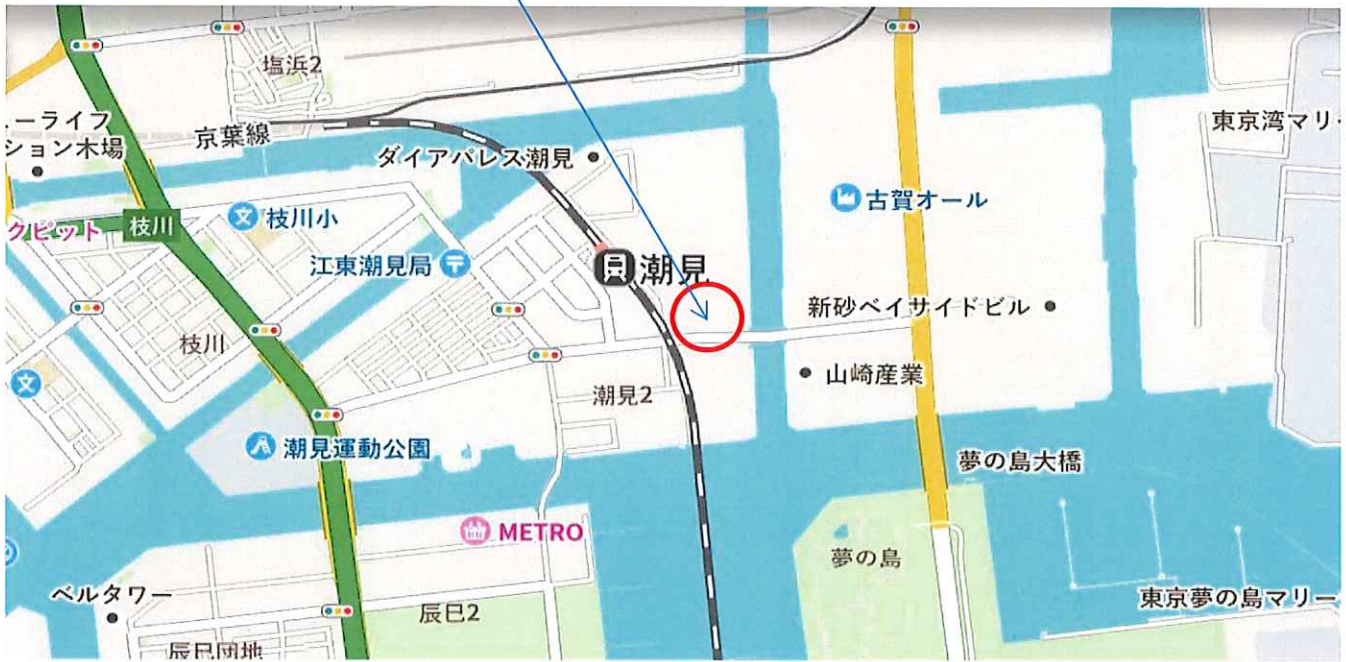 塩浜2
ーライフ
ション木場
京葉線
ダイアパレス潮見
東京湾マリ
古賀オール
クピット
枝川
枝川小
江東潮見局
潮見
新砂ベイサイドビル
枝川
山崎産業
潮見2
潮見運動公園
夢の島大橋
METRO
夢の島
ベルタワー
辰巳2
東京夢の島マリー
辰巳団地